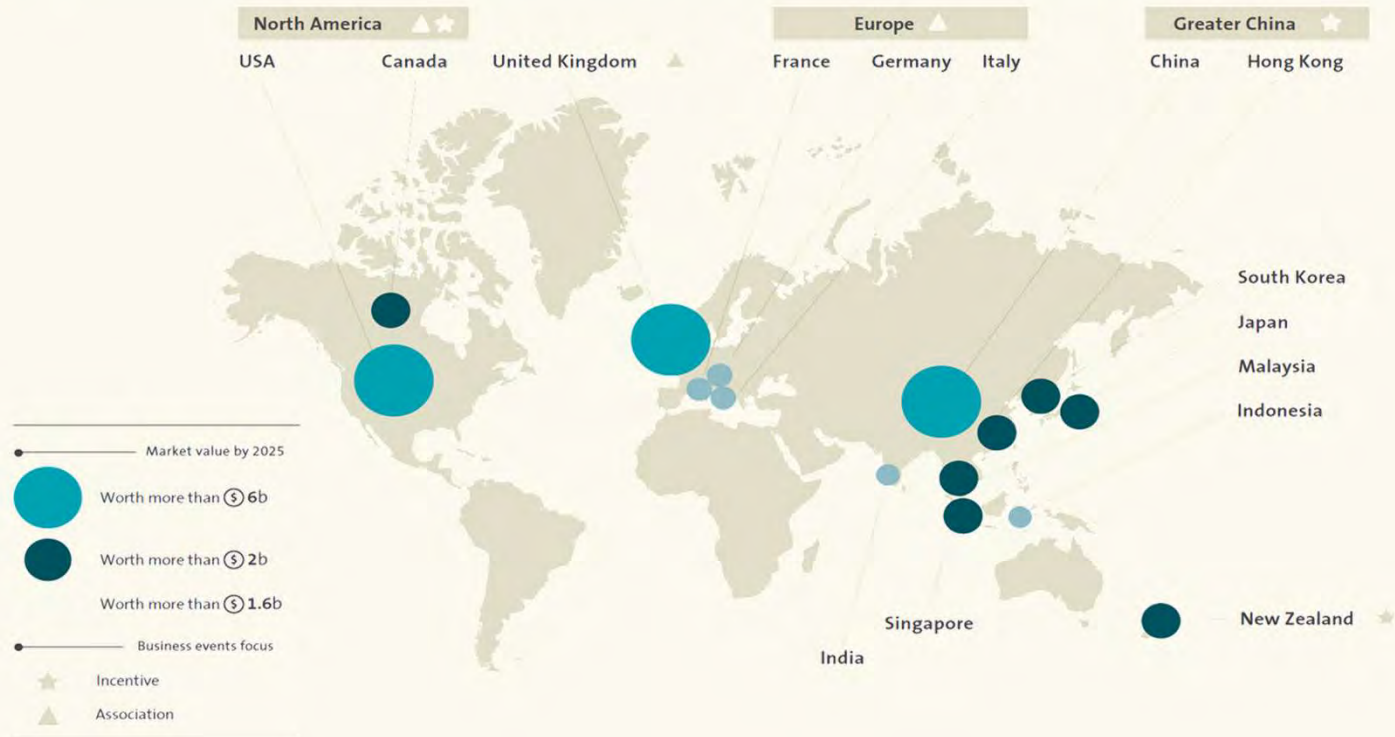 North America
Europe
Greater China
USA
Canada
United Kingdom
France
Germany
Italy
China
Hong Kong
South Korea
Japan
Malaysia
Indonesia
Market value by 2025
Worth more than $ 6b
Worth more than $ 2b
Worth more than $ 1.6b
Business events focus
Incentive
Association
Singapore
India
New Zealand